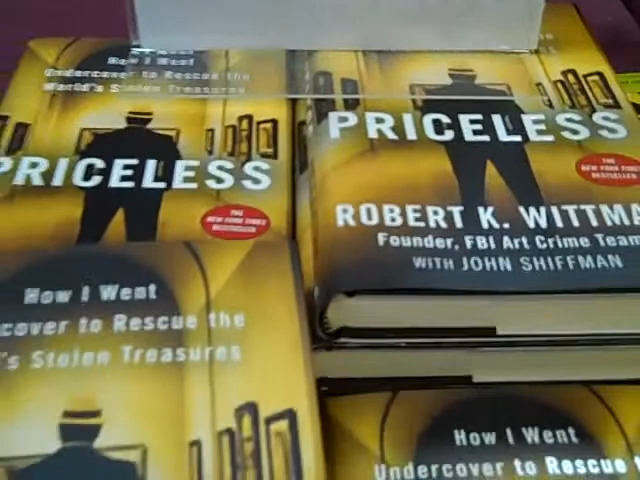 How I Went
Undercover to Rescue the
World's Stolen Treasures
PRICELESS
THE
NEW YORK TIMES
BESTSELLER
PRICELESS
THE
NEW YORK TIMES
BESTSELLER
ROBERT K. WITTMA
Founder, FBI Art Crime Team
WITH JOHN SHIFFMAN
How I Went
cover to Rescue the
's Stolen Treasures
How I Went
Undercover to Rescue t